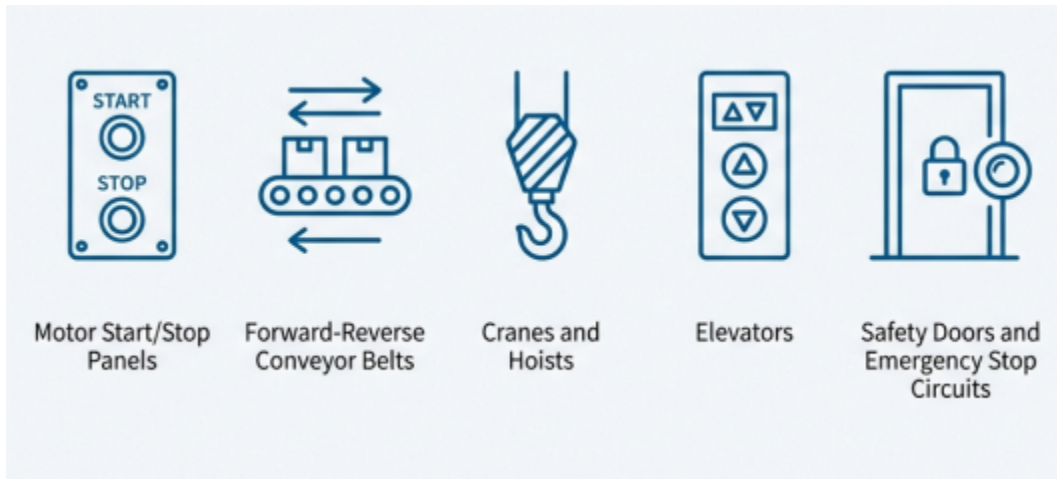 START
STOP
Motor Start/Stop
Panels
Forward-Reverse
Conveyor Belts
Cranes and
Hoists
Elevators
Safety Doors and
Emergency Stop
Circuits